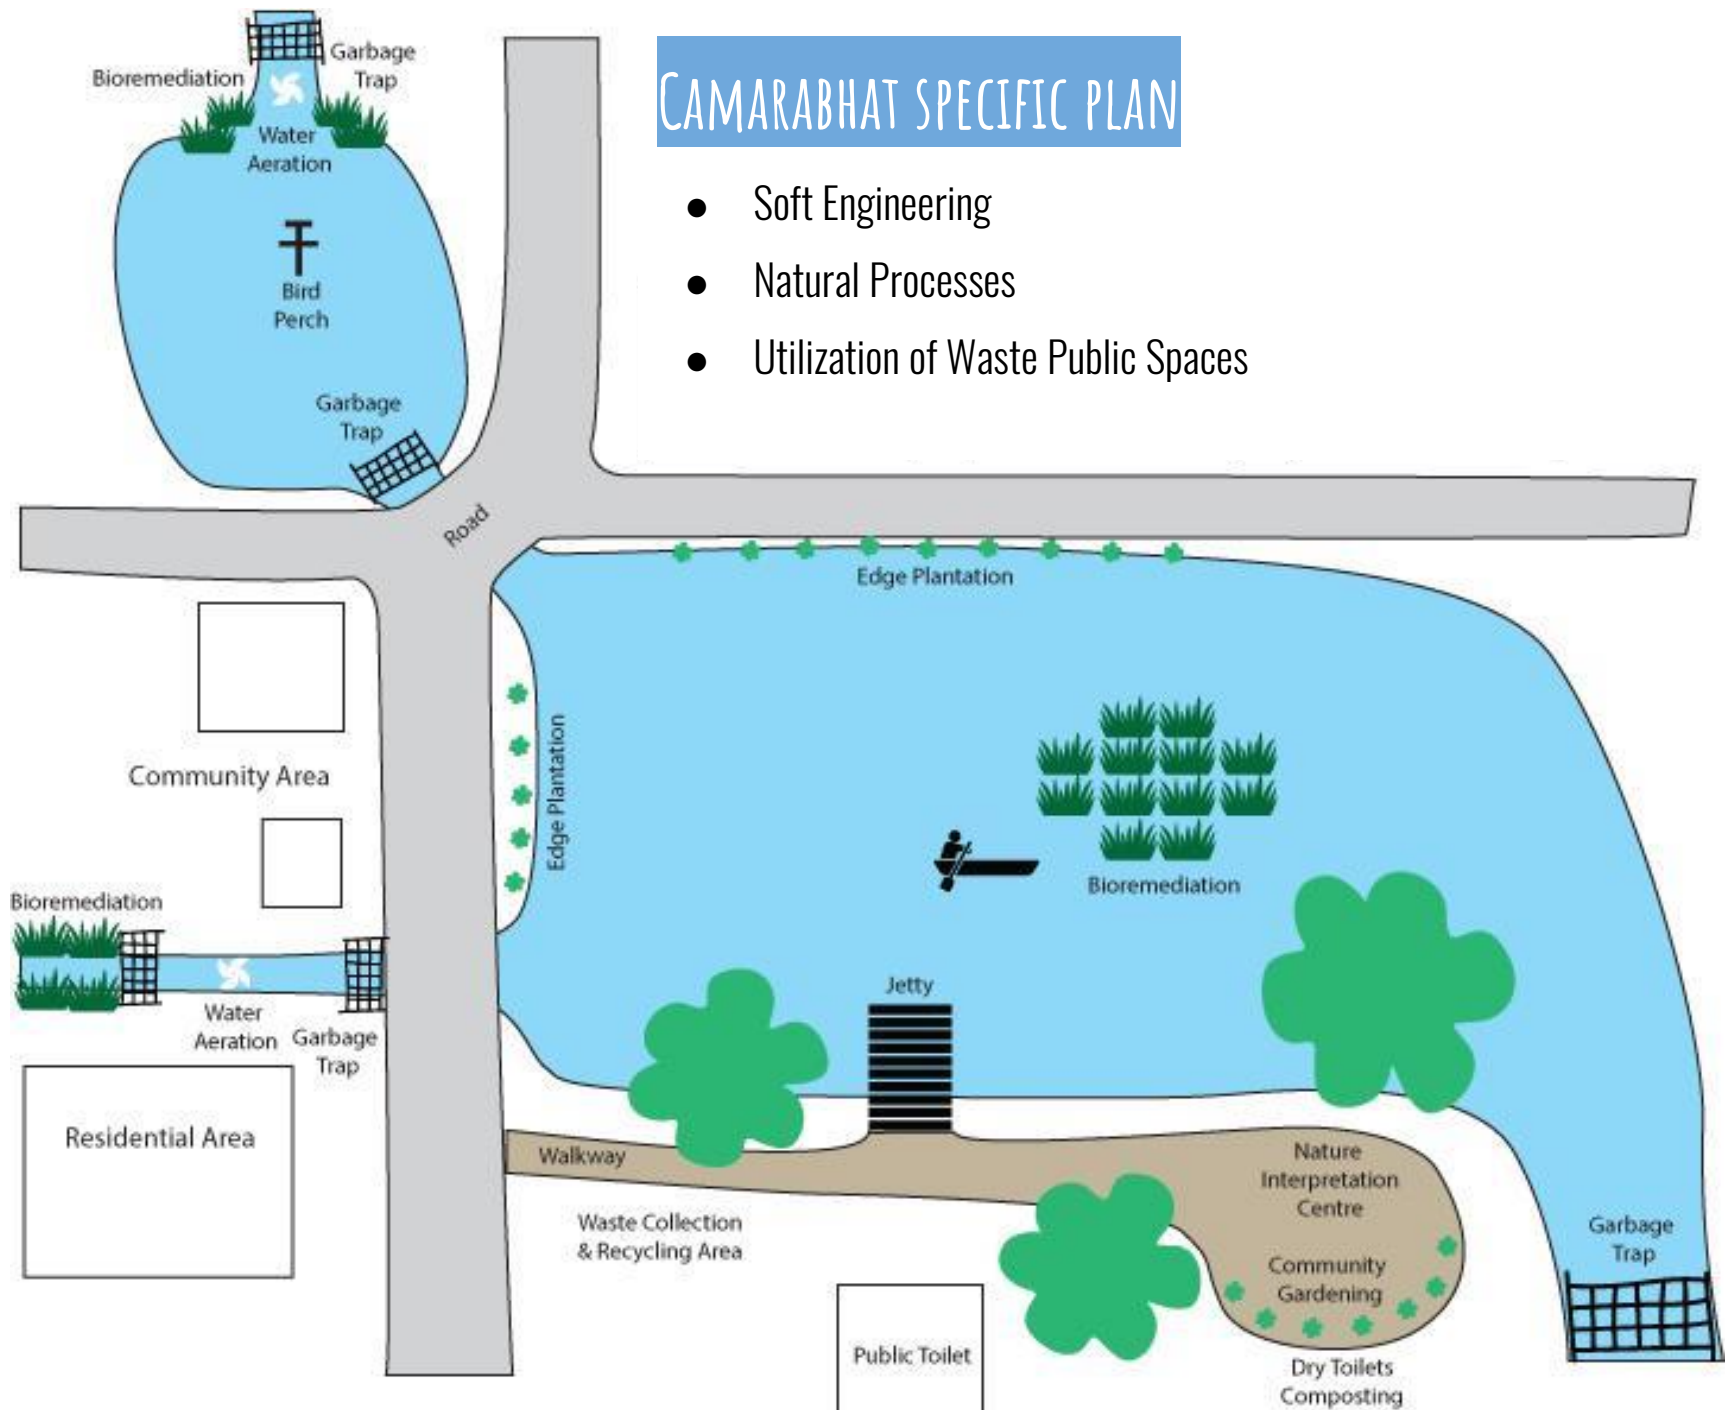 CAMARABHAT SPECIFIC PLAN
● Soft Engineering
● Natural Processes
● Utilization of Waste Public Spaces
Garbage
Trap
Bioremediation
Water
Aeration
Bird
Perch
Garbage
Trap
Road
Edge Plantation
Edge Plantation
Community Area
Bioremediation
Bioremediation
Water
Aeration
Garbage
Trap
Jetty
Residential Area
Walkway
Nature
Interpretation
Centre
Waste Collection
& Recycling Area
Garbage
Trap
Community
Gardening
Public Toilet
Dry Toilets
Composting